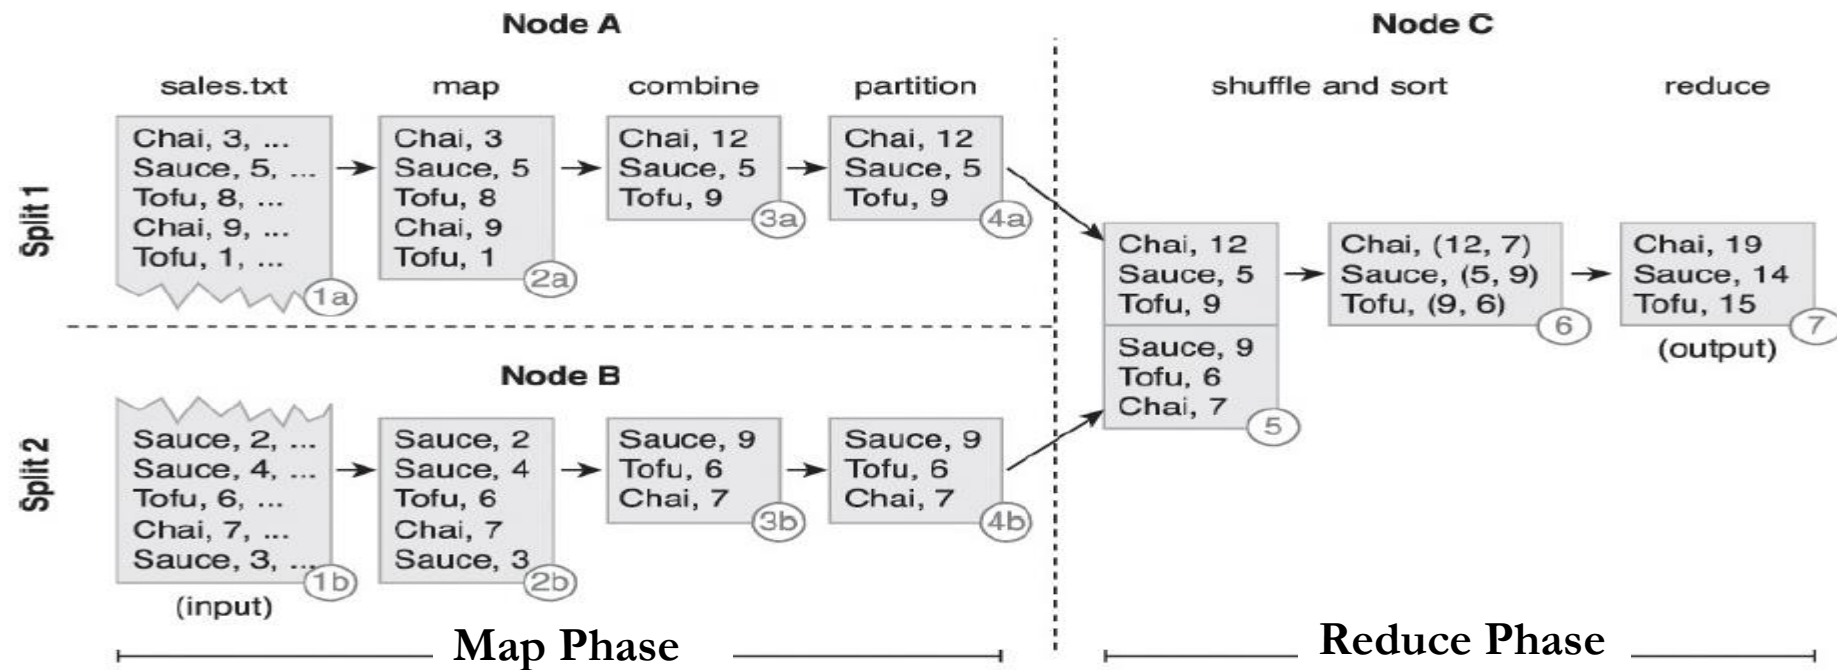 Node A
Node C
sales.txt
map
combine
partition
shuffle and sort
reduce
Split 1
Chai, 3, ...
Sauce, 5, ...
Tofu, 8, ...
Chai, 9, ...
Tofu, 1, ...
1a
Chai, 3
Sauce, 5
Tofu, 8
Chai, 9
Tofu, 1
2a
Chai, 12
Sauce, 5
Tofu, 9
3a
Chai, 12
Sauce, 5
Tofu, 9
4a
Chai, 12
Sauce, 5
Tofu, 9
Sauce, 9
Tofu, 6
Chai, 7
5
Chai, (12, 7)
Sauce, (5, 9)
Tofu, (9, 6)
6
Chai, 19
Sauce, 14
Tofu, 15
7
(output)
Node B
Split 2
Sauce, 2, ...
Sauce, 4, ...
Tofu, 6, ...
Chai, 7, ...
Sauce, 3, ...
1b
(input)
Sauce, 2
Sauce, 4
Tofu, 6
Chai, 7
Sauce, 3
2b
Sauce, 9
Tofu, 6
Chai, 7
3b
Sauce, 9
Tofu, 6
Chai, 7
4b
Map Phase
Reduce Phase